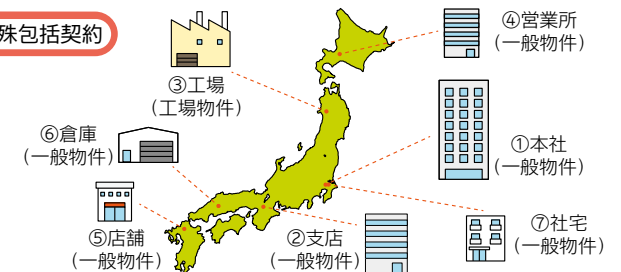 殊包括契約
④営業所
(一般物件)
③工場
(工場物件)
⑥倉庫
(一般物件)
①本社
(一般物件)
⑤店舗
(一般物件)
②支店
(一般物件)
⑦社宅
(一般物件)